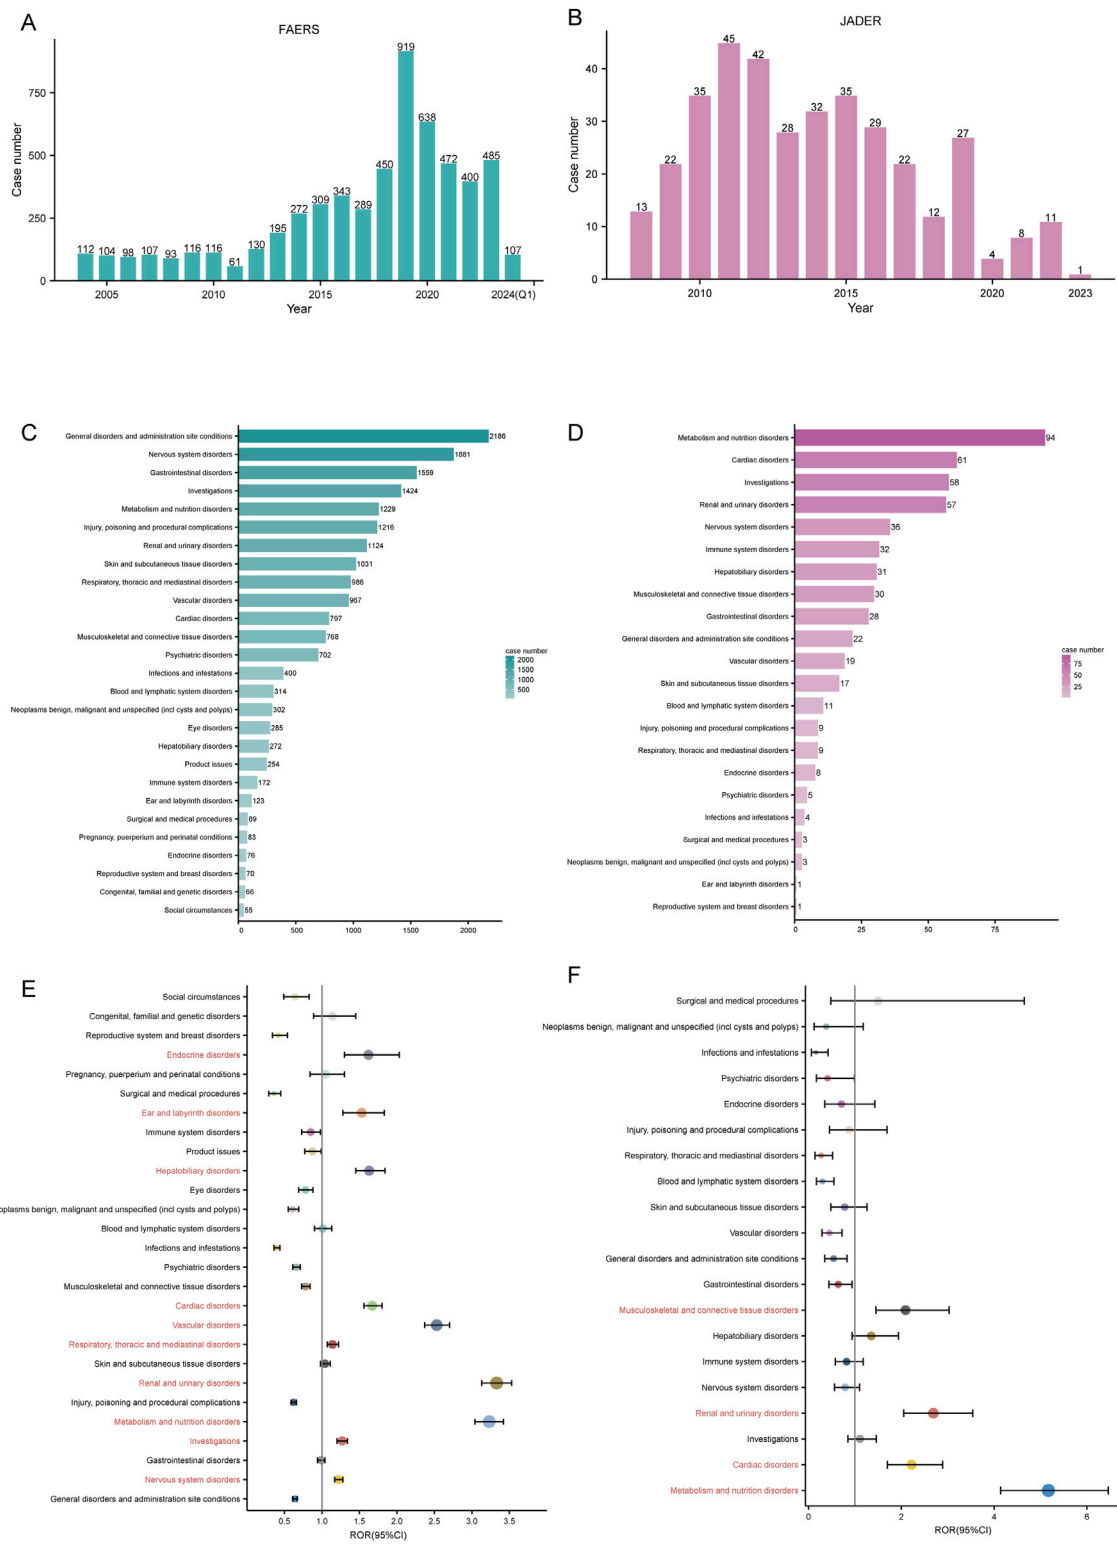 A
FAERS
Case number
750
500
250
0
112
104
98
107
93
116
116
61
130
195
272
309
343
289
450
919
638
472
400
485
107
2005
2010
2015
2020
2024(Q1)
Year
B
JADER
Case number
40
30
20
10
0
13
22
35
45
42
28
32
35
29
22
12
27
4
8
11
1
2010
2015
2020
2023
Year
C
General disorders and administration site conditions 2186
Nervous system disorders 1881
Gastrointestinal disorders 1559
Investigations 1424
Metabolism and nutrition disorders 1229
Injury, poisoning and procedural complications 1216
Renal and urinary disorders 1124
Skin and subcutaneous tissue disorders 1031
Respiratory, thoracic and mediastinal disorders 986
Vascular disorders 967
Cardiac disorders 797
Musculoskeletal and connective tissue disorders 768
Psychiatric disorders 702
Infections and infestations 400
Blood and lymphatic system disorders 314
Neoplasms benign, malignant and unspecified (incl cysts and polyps) 302
Eye disorders 285
Hepatobiliary disorders 272
Product issues 254
Immune system disorders 172
Ear and labyrinth disorders 123
Surgical and medical procedures 89
Pregnancy, puerperium and perinatal conditions 83
Endocrine disorders 76
Reproductive system and breast disorders 70
Congenital, familial and genetic disorders 66
Social circumstances 55
0 500 1000 1500 2000
case number
2000
1500
1000
500
D
Metabolism and nutrition disorders 94
Cardiac disorders 61
Investigations 58
Renal and urinary disorders 57
Nervous system disorders 36
Immune system disorders 32
Hepatobiliary disorders 31
Musculoskeletal and connective tissue disorders 30
Gastrointestinal disorders 28
General disorders and administration site conditions 22
Vascular disorders 19
Skin and subcutaneous tissue disorders 17
Blood and lymphatic system disorders 11
Injury, poisoning and procedural complications 9
Respiratory, thoracic and mediastinal disorders 9
Endocrine disorders 8
Psychiatric disorders 5
Infections and infestations 4
Surgical and medical procedures 3
Neoplasms benign, malignant and unspecified (incl cysts and polyps) 3
Ear and labyrinth disorders 1
Reproductive system and breast disorders 1
0 25 50 75
case number
75
50
25
E
Social circumstances
Congenital, familial and genetic disorders
Reproductive system and breast disorders
Endocrine disorders
Pregnancy, puerperium and perinatal conditions
Surgical and medical procedures
Ear and labyrinth disorders
Immune system disorders
Product issues
Hepatobiliary disorders
Eye disorders
oplasms benign, malignant and unspecified (incl cysts and polyps)
Blood and lymphatic system disorders
Infections and infestations
Psychiatric disorders
Musculoskeletal and connective tissue disorders
Cardiac disorders
Vascular disorders
Respiratory, thoracic and mediastinal disorders
Skin and subcutaneous tissue disorders
Renal and urinary disorders
Injury, poisoning and procedural complications
Metabolism and nutrition disorders
Investigations
Gastrointestinal disorders
Nervous system disorders
General disorders and administration site conditions
0.5 1.0 1.5 2.0 2.5 3.0 3.5
ROR(95%CI)
F
Surgical and medical procedures
Neoplasms benign, malignant and unspecified (incl cysts and polyps)
Infections and infestations
Psychiatric disorders
Endocrine disorders
Injury, poisoning and procedural complications
Respiratory, thoracic and mediastinal disorders
Blood and lymphatic system disorders
Skin and subcutaneous tissue disorders
Vascular disorders
General disorders and administration site conditions
Gastrointestinal disorders
Musculoskeletal and connective tissue disorders
Hepatobiliary disorders
Immune system disorders
Nervous system disorders
Renal and urinary disorders
Investigations
Cardiac disorders
Metabolism and nutrition disorders
0 2 4 6
ROR(95%CI)